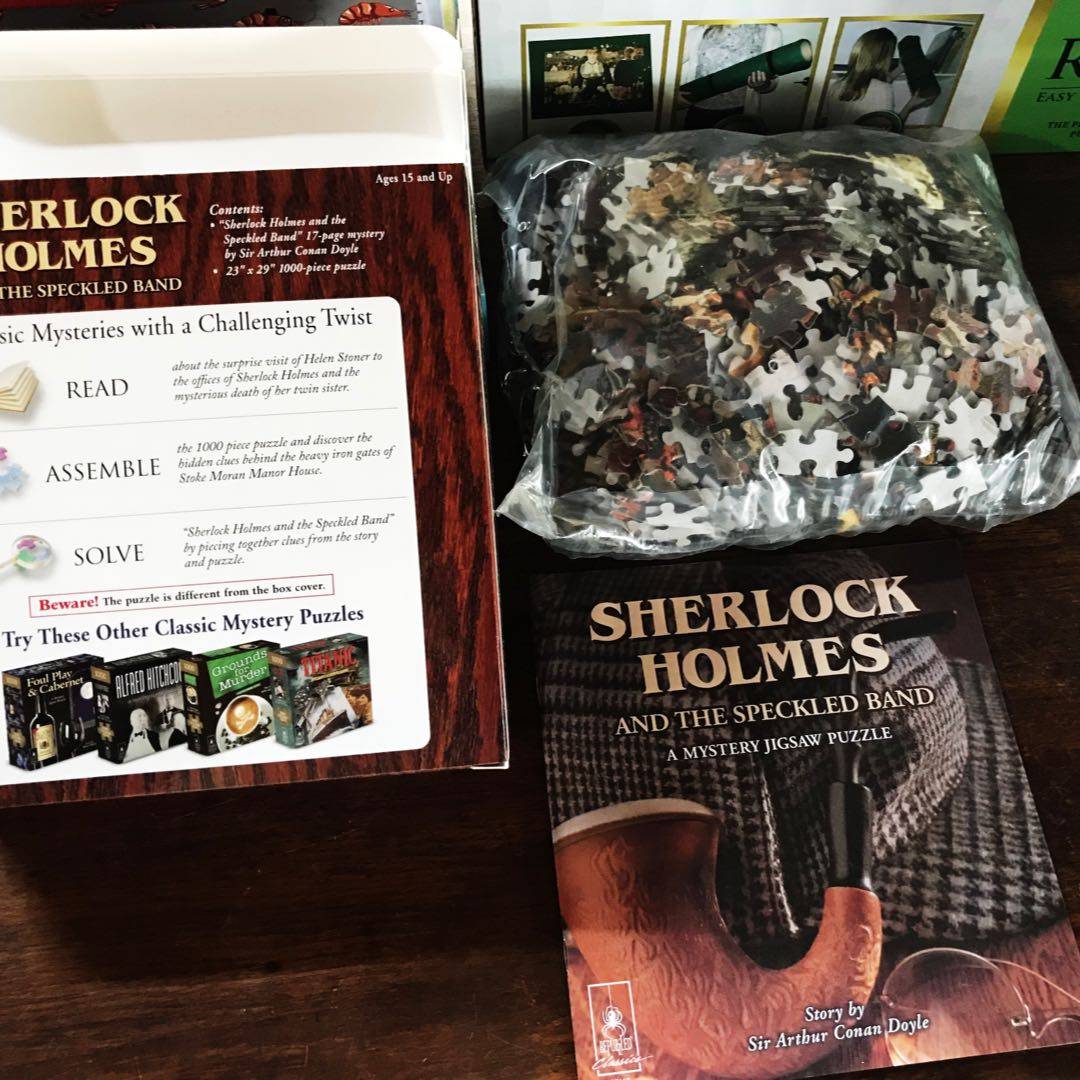 Ages 15 and Up
ERLOCK
HOLMES
THE SPECKLED BAND
Contents:
• "Sherlock Holmes and the
Speckled Band" 17-page mystery
by Sir Arthur Conan Doyle
• 23" x 29" 1000-piece puzzle
sic Mysteries with a Challenging Twist
READ
about the surprise visit of Helen Stoner to
the offices of Sherlock Holmes and the
mysterious death of her twin sister.
ASSEMBLE
the 1000 piece puzzle and discover the
hidden clues behind the heavy iron gates of
Stoke Moran Manor House.
SOLVE
"Sherlock Holmes and the Speckled Band"
by piecing together clues from the story
and puzzle.
Beware! The puzzle is different from the box cover.
Try These Other Classic Mystery Puzzles
Foul Play
& Cabernet
ALFRED HITCHCO
Grounds
for
Murder
TITANIC
R
EASY
THE P
SHERLOCK
HOLMES
AND THE SPECKLED BAND
A MYSTERY JIGSAW PUZZLE
Story by
Sir Arthur Conan Doyle
BEPUZZLED
Classics